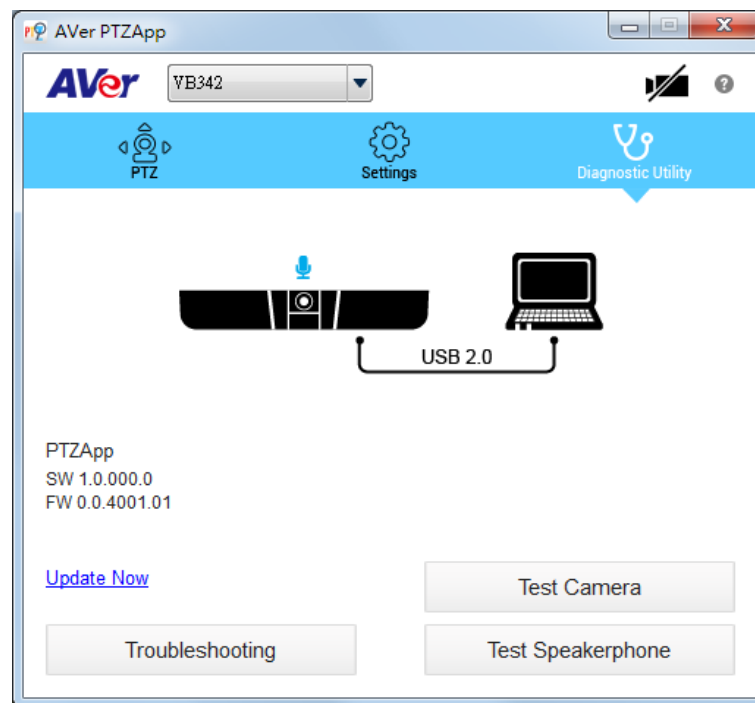 AVer PTZApp
AVer
VB342
?
PTZ
Settings
Diagnostic Utility
USB 2.0
PTZApp
SW 1.0.000.0
FW 0.0.4001.01
Update Now
Test Camera
Troubleshooting
Test Speakerphone